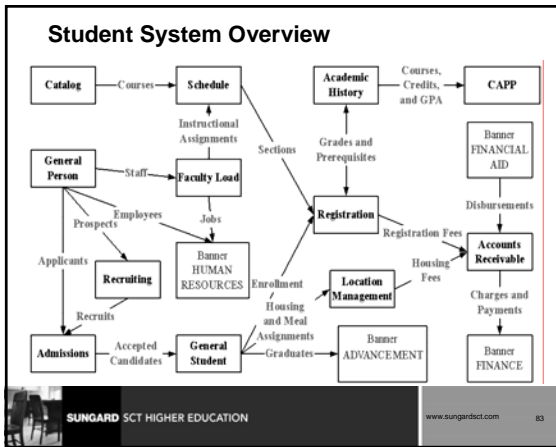 Student System Overview
Catalog
Courses
Schedule
Academic
History
Courses,
Credits,
and GPA
CAPP
Instructional
Assignments
Sections
Grades and
Prerequisites
Banner
FINANCIAL
AID
General
Person
Staff
Faculty Load
Disbursements
Prospects
Employees
Jobs
Registration
Registration Fees
Accounts
Receivable
Applicants
Recruiting
Banner
HUMAN
RESOURCES
Enrollment
Location
Management
Housing
Fees
Recruits
Housing
and Meal
Assignments
Charges and
Payments
Admissions
Accepted
Candidates
General
Student
Graduates
Banner
ADVANCEMENT
Banner
FINANCE
SUNGARD SCT HIGHER EDUCATION
www.sungardsct.com
83